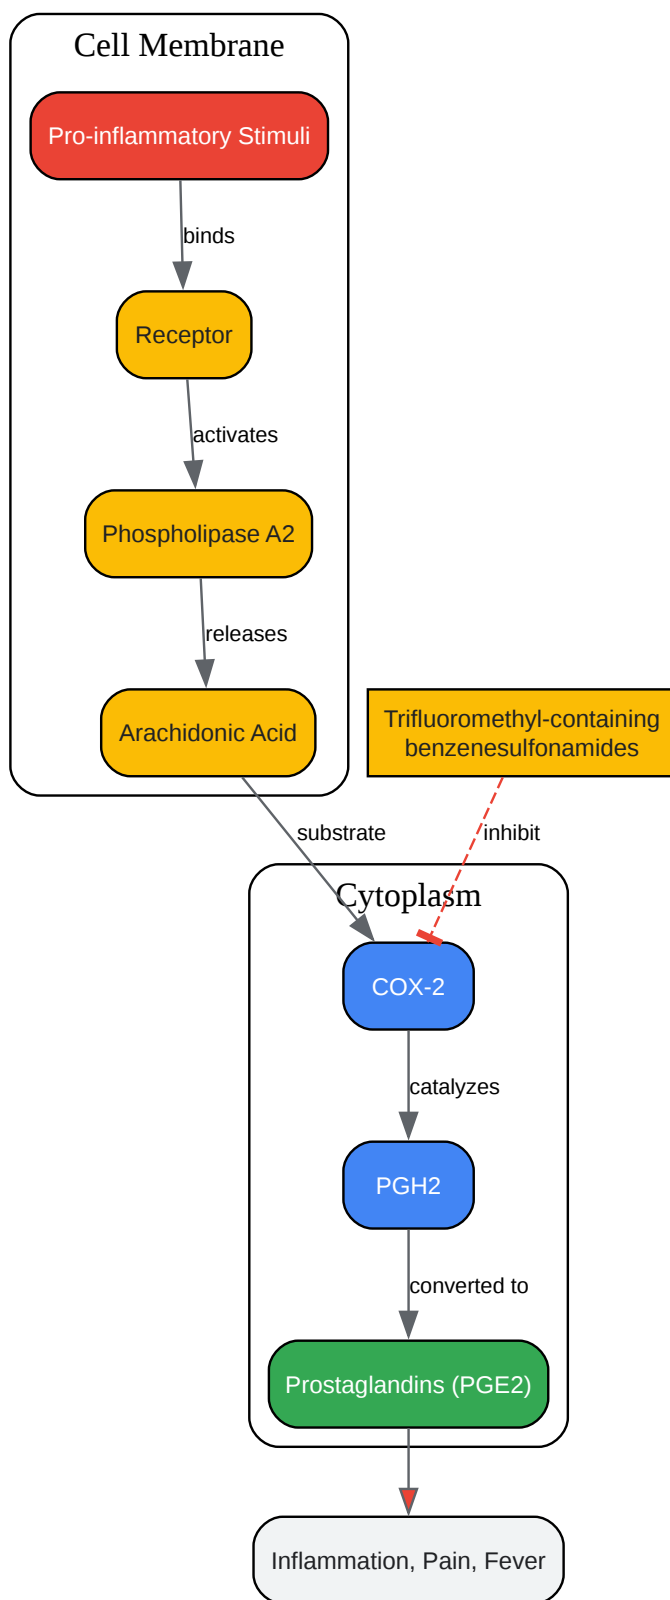 Cell Membrane
Pro-inflammatory Stimuli
binds
Receptor
activates
Phospholipase A2
releases
Arachidonic Acid
Trifluoromethyl-containing
benzenesulfonamides
substrate
inhibit
Cytoplasm
COX-2
catalyzes
PGH2
converted to
Prostaglandins (PGE2)
Inflammation, Pain, Fever